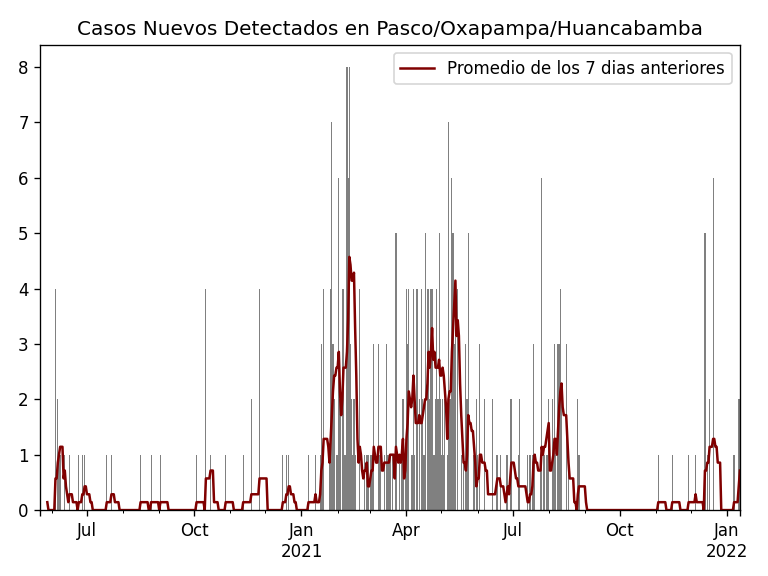 Casos Nuevos Detectados en Pasco/Oxapampa/Huancabamba
Promedio de los 7 dias anteriores
8
7
6
5
4
3
2
1
0
Jul
Oct
Jan
2021
Apr
Jul
Oct
Jan
2022